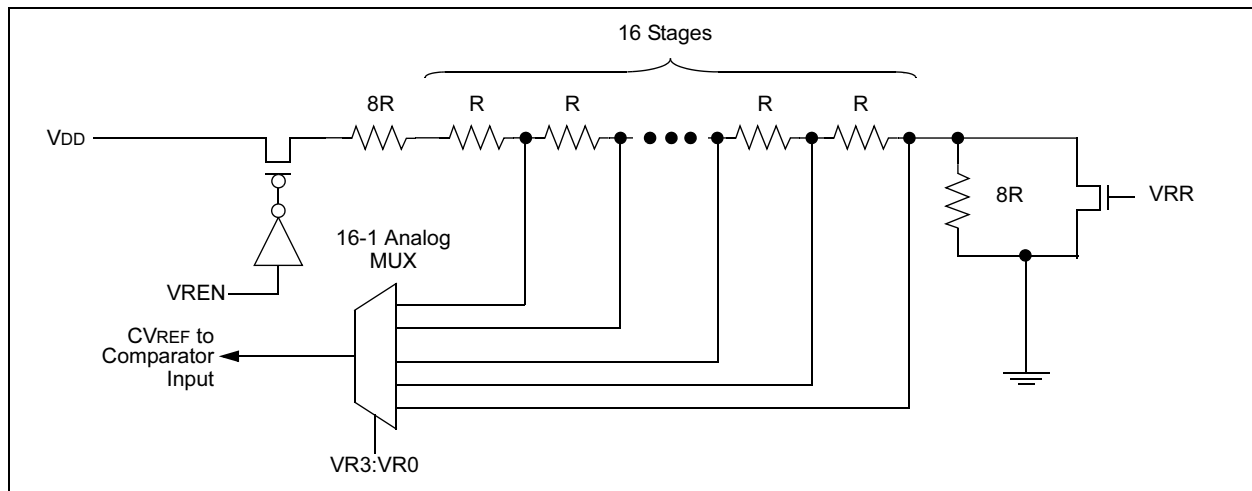 16 Stages
8R
R
R
R
R
VDD
8R
VRR
16-1 Analog
MUX
VREN
CVREF to
Comparator
Input
VR3:VR0